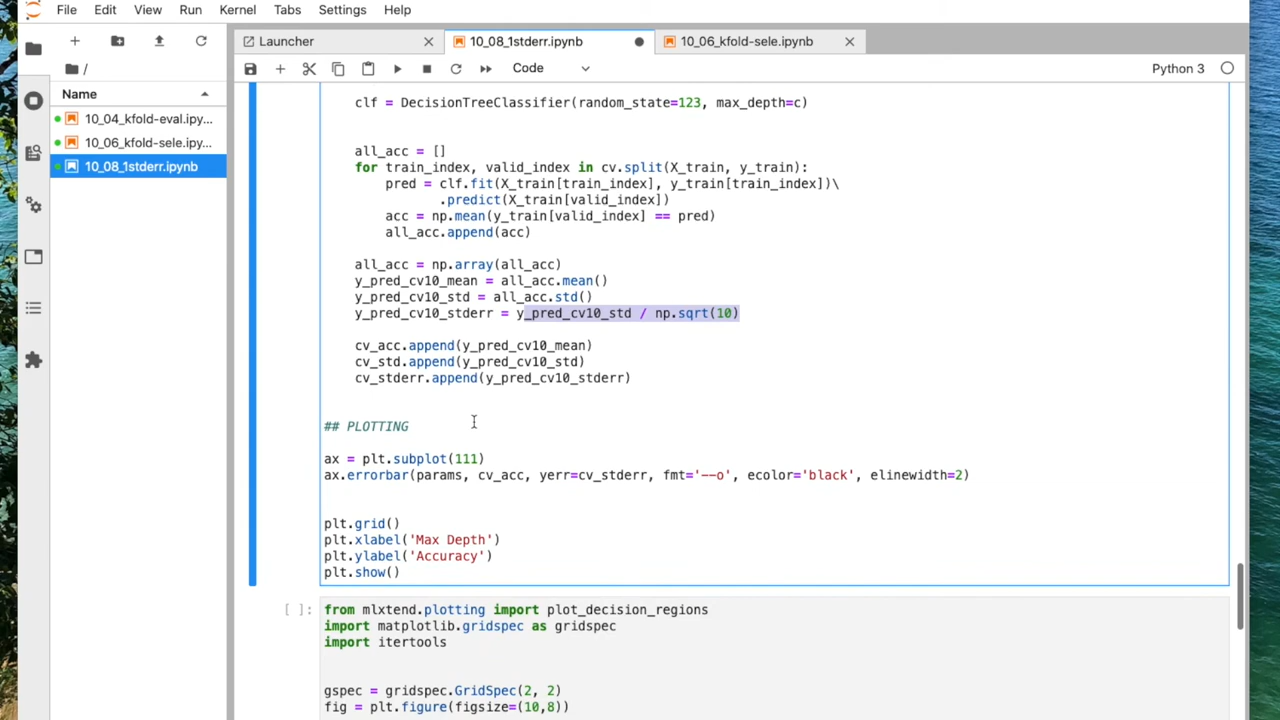 File Edit View Run Kernel Tabs Settings Help
Launcher
10_08_1stderr.ipynb
10_06_kfold-sele.ipynb
/
Code
Python 3
Name
10_04_kfold-eval.ipy...
10_06_kfold-sele.ipy...
10_08_1stderr.ipynb
clf = DecisionTreeClassifier(random_state=123, max_depth=c)
all_acc = []
for train_index, valid_index in cv.split(X_train, y_train):
pred = clf.fit(X_train[train_index], y_train[train_index])\
.predict(X_train[valid_index])
acc = np.mean(y_train[valid_index] == pred)
all_acc.append(acc)
all_acc = np.array(all_acc)
y_pred_cv10_mean = all_acc.mean()
y_pred_cv10_std = all_acc.std()
y_pred_cv10_stderr = y_pred_cv10_std / np.sqrt(10)
cv_acc.append(y_pred_cv10_mean)
cv_std.append(y_pred_cv10_std)
cv_stderr.append(y_pred_cv10_stderr)
## PLOTTING
ax = plt.subplot(111)
ax.errorbar(params, cv_acc, yerr=cv_stderr, fmt='--o', ecolor='black', elinewidth=2)
plt.grid()
plt.xlabel('Max Depth')
plt.ylabel('Accuracy')
plt.show()
[ ]:
from mlxtend.plotting import plot_decision_regions
import matplotlib.gridspec as gridspec
import itertools
gspec = gridspec.GridSpec(2, 2)
fig = plt.figure(figsize=(10,8))